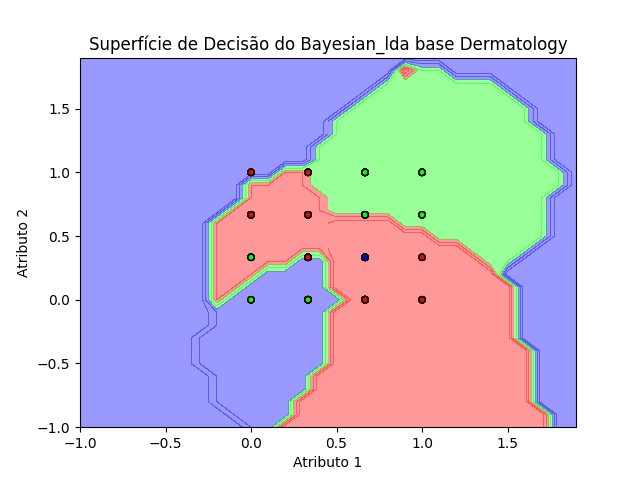 Superfície de Decisão do Bayesian_lda base Dermatology
Atributo 2
1.5
1.0
0.5
0.0
−0.5
−1.0
−1.0 −0.5 0.0 0.5 1.0 1.5
Atributo 1